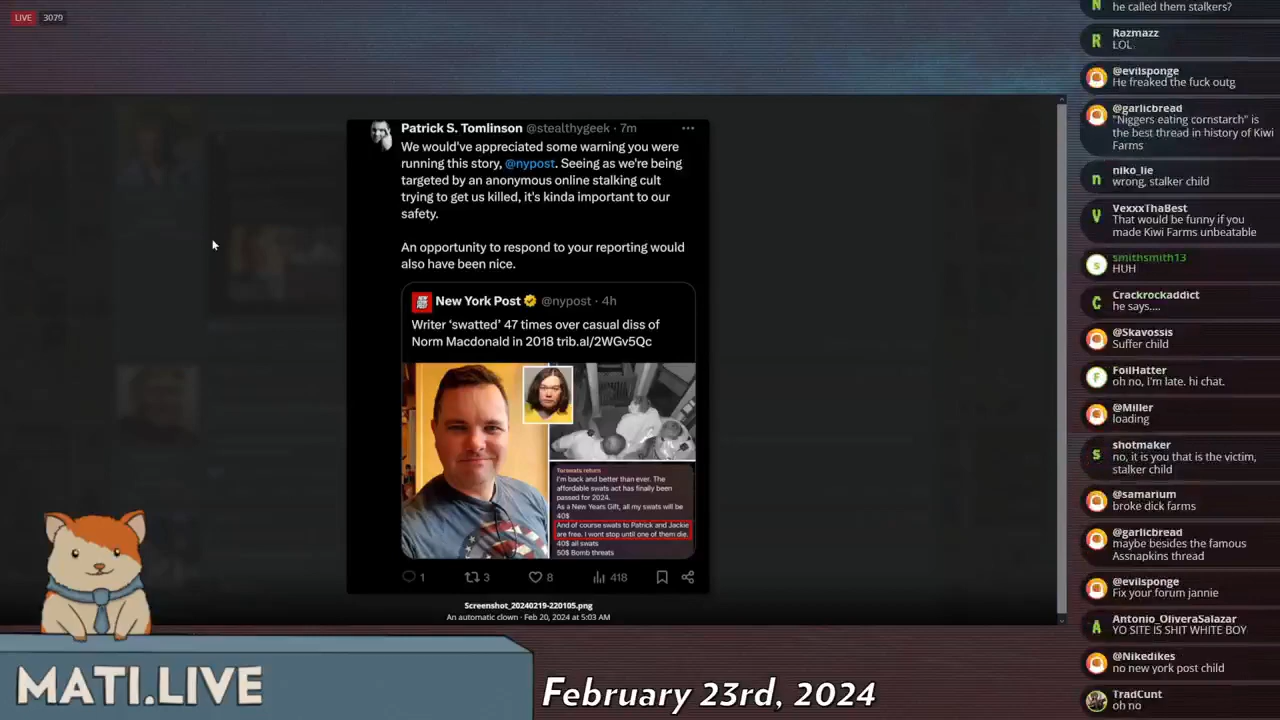 LIVE 3079
Patrick S. Tomlinson @stealthygeek · 7m
We would've appreciated some warning you were
running this story, @nypost. Seeing as we're being
targeted by an anonymous online stalking cult
trying to get us killed, it's kinda important to our
safety.
An opportunity to respond to your reporting would
also have been nice.
New York Post @nypost · 4h
Writer ‘swatted’ 47 times over casual diss of
Norm Macdonald in 2018 trib.al/2WGv5Qc
I'm back and better than ever. The
affordable swats act has finally been
passed for 2024.
As a New Years Gift, all my swats will be
40$
And of course swats to Patrick and Jackie
are free. I wont stop until one of them die.
40$ all swats
50$ Bomb threats
1 3 8 418
Screenshot_20240219-220105.png
An automatic clown · Feb 20, 2024 at 5:03 AM
MATI.LIVE
February 23rd, 2024
N
he called them stalkers?
R
Razmazz
ŁOL
@evilsponge
He freaked the fuck outg
@garlicbread
"Niggers eating cornstarch" is
the best thread in history of Kiwi
Farms
n
niko_lie
wrong, stalker child
V
VexxxThaBest
That would be funny if you
made Kiwi Farms unbeatable
s
smithsmith13
HUH
C
Crackrockaddict
he says....
@Skavossis
Suffer child
F
FoilHatter
oh no, i'm late. hi chat.
@Miller
loading
s
shotmaker
no, it is you that is the victim,
stalker child
@samarium
broke dick farms
@garlicbread
maybe besides the famous
Assnapkins thread
@evilsponge
Fix your forum jannie
A
Antonio_OliveraSalazar
YO SITE IS SHIT WHITE BOY
@Nikedikes
no new york post child
TradCunt
oh no